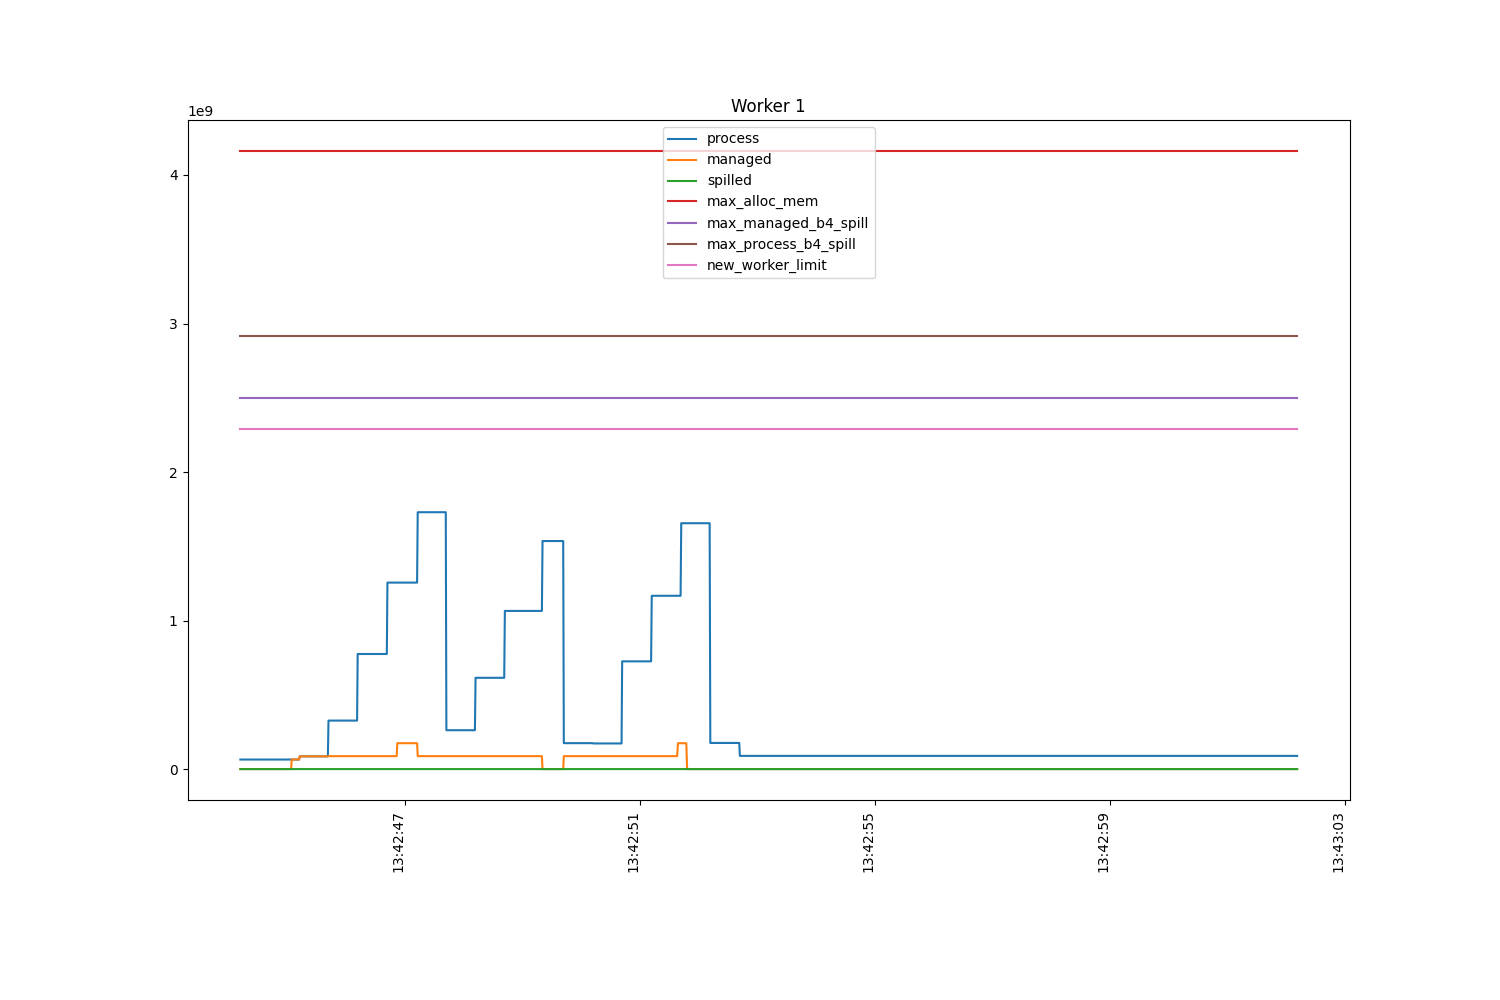 Worker 1
1e9
process
managed
spilled
max_alloc_mem
max_managed_b4_spill
max_process_b4_spill
new_worker_limit
4
3
2
1
0
13:42:47
13:42:51
13:42:55
13:42:59
13:43:03